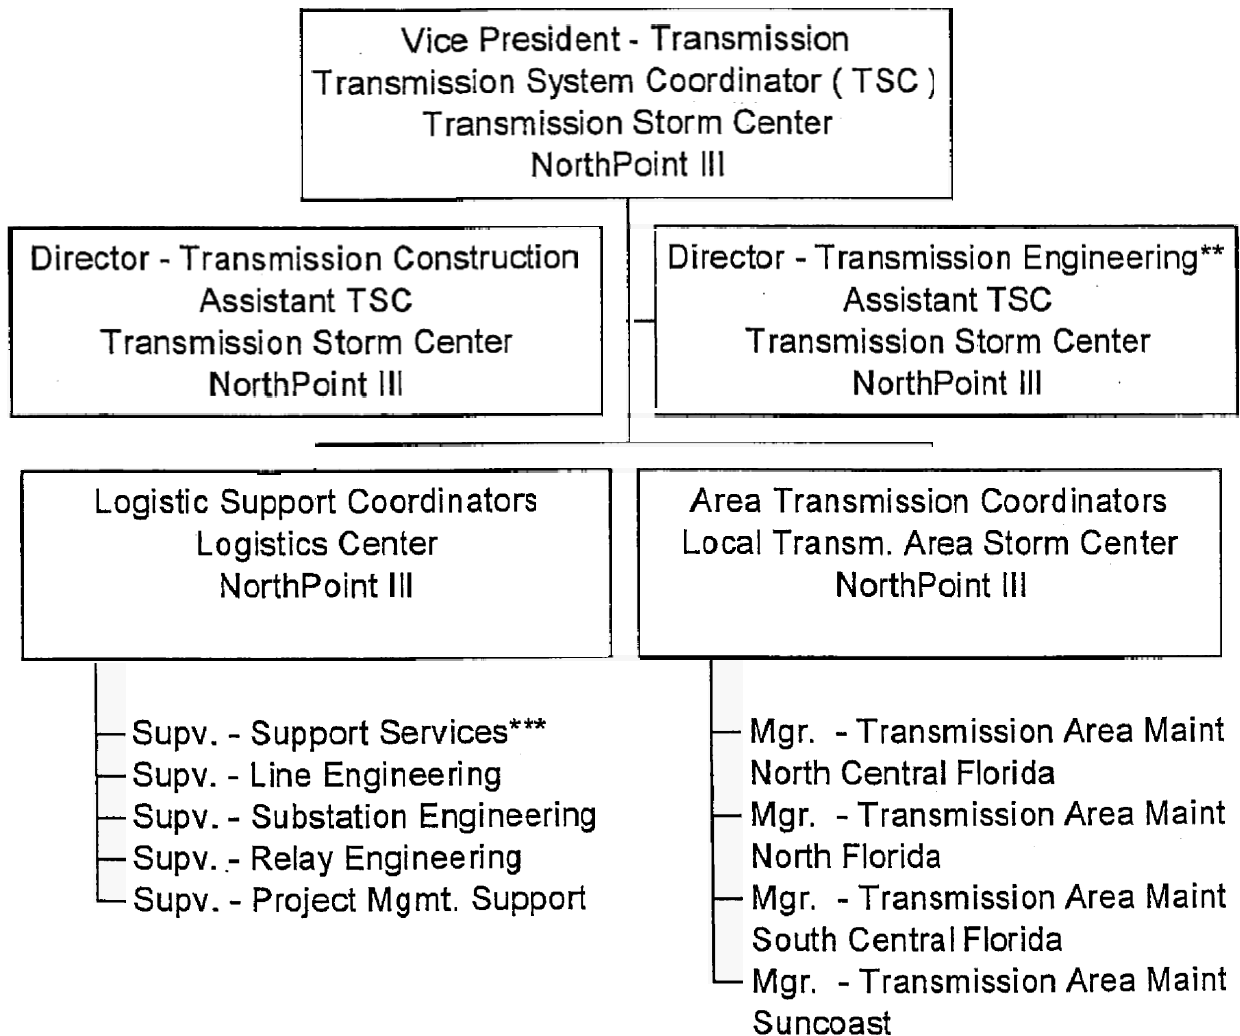 Vice President - Transmission
Transmission System Coordinator ( TSC )
Transmission Storm Center
NorthPoint III
Director - Transmission Construction
Assistant TSC
Transmission Storm Center
NorthPoint III
Director - Transmission Engineering**
Assistant TSC
Transmission Storm Center
NorthPoint III
Logistic Support Coordinators
Logistics Center
NorthPoint III
Area Transmission Coordinators
Local Transm. Area Storm Center
NorthPoint III
Supv. - Support Services***
Supv. - Line Engineering
Supv. - Substation Engineering
Supv. - Relay Engineering
Supv. - Project Mgmt. Support
Mgr. - Transmission Area Maint
North Central Florida
Mgr. - Transmission Area Maint
North Florida
Mgr. - Transmission Area Maint
South Central Florida
Mgr. - Transmission Area Maint
Suncoast